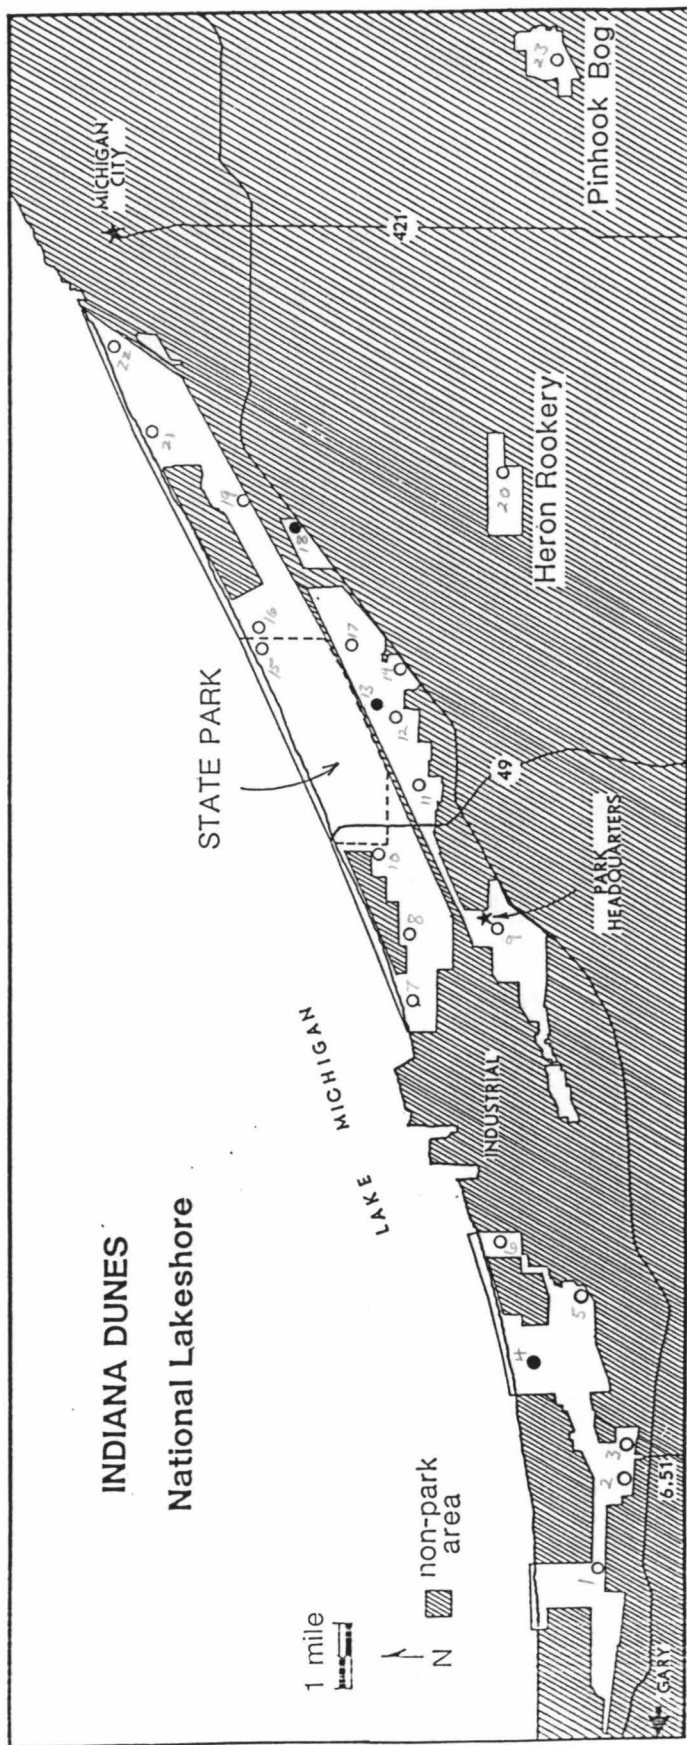 INDIANA DUNES
National Lakeshore
1 mile
N
non-park
area
LAKE MICHIGAN
STATE PARK
INDUSTRIAL
PARK
HEADQUARTERS
MICHIGAN
CITY
Heron Rookery
Pinhook Bog
GARY
6.51
49
421
1
2
3
4
5
6
7
8
9
10
11
12
13
14
15
16
17
18
19
20
21
22
23